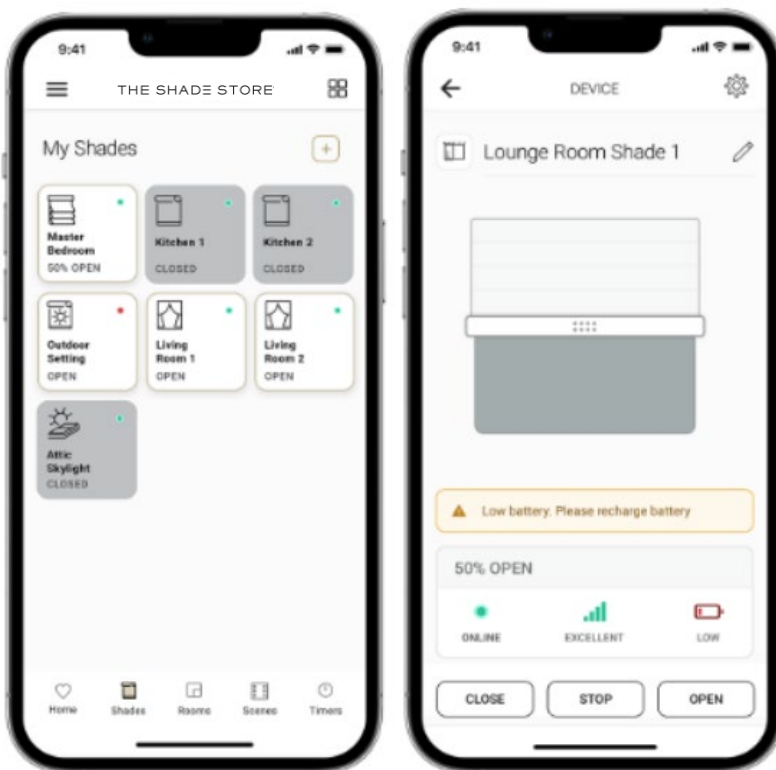 9:41
THE SHADE STORE
My Shades
Master
Bedroom
50% OPEN
Kitchen 1
CLOSED
Kitchen 2
CLOSED
Outdoor
Setting
OPEN
Living
Room 1
OPEN
Living
Room 2
OPEN
Attic
Skylight
CLOSED
Home
Shades
Rooms
Scenes
Timers
9:41
DEVICE
Lounge Room Shade 1
Low battery. Please recharge battery
50% OPEN
ONLINE
EXCELLENT
LOW
CLOSE
STOP
OPEN